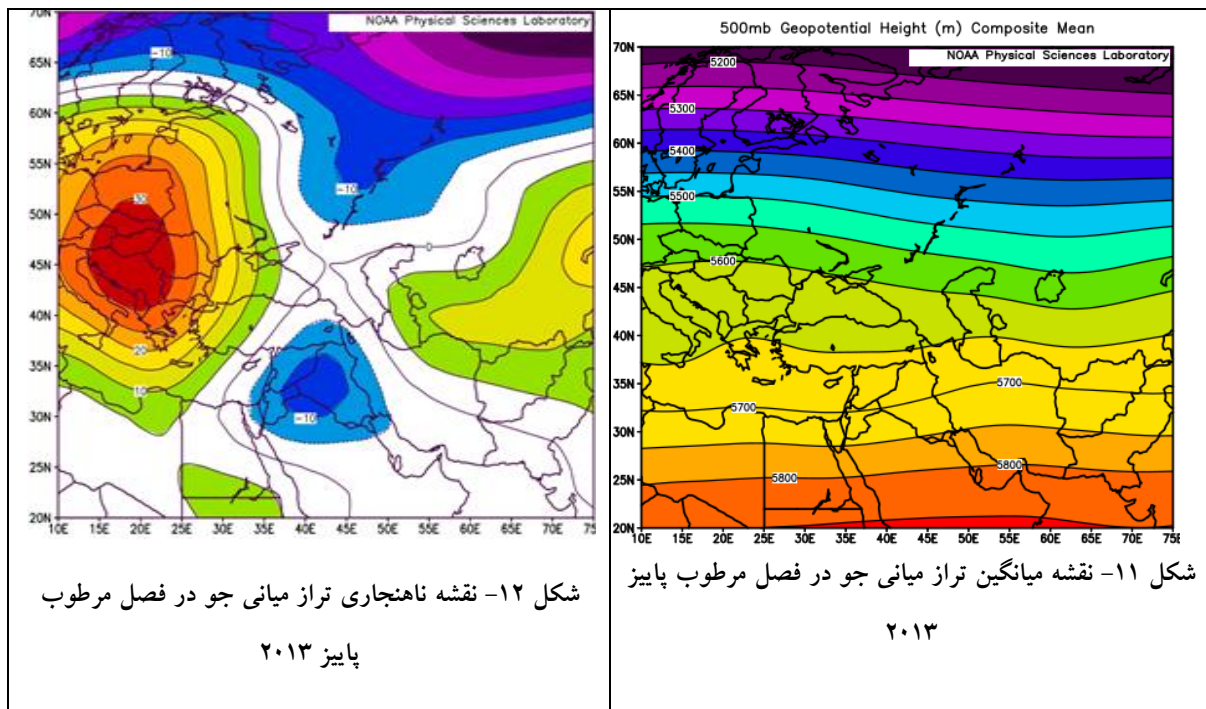 NOAA Physical Sciences Laboratory
70N
65N
60N
55N
50N
45N
40N
35N
30N
25N
20N
-10
-10
30
0
20
10
-10
10E 15E 20E 25E 30E 35E 40E 45E 50E 55E 60E 65E 70E
شکل ۱۲- نقشه ناهنجاری تراز میانی جو در فصل مرطوب
پاییز ۲۰۱۳
500mb Geopotential Height (m) Composite Mean
NOAA Physical Sciences Laboratory
70N
65N
60N
55N
50N
45N
40N
35N
30N
25N
20N
5200
5300
5400
5500
5600
5700
5700
5800
5800
10E 15E 20E 25E 30E 35E 40E 45E 50E 55E 60E 65E 70E 75E
شکل ۱۱- نقشه میانگین تراز میانی جو در فصل مرطوب پاییز
۲۰۱۳